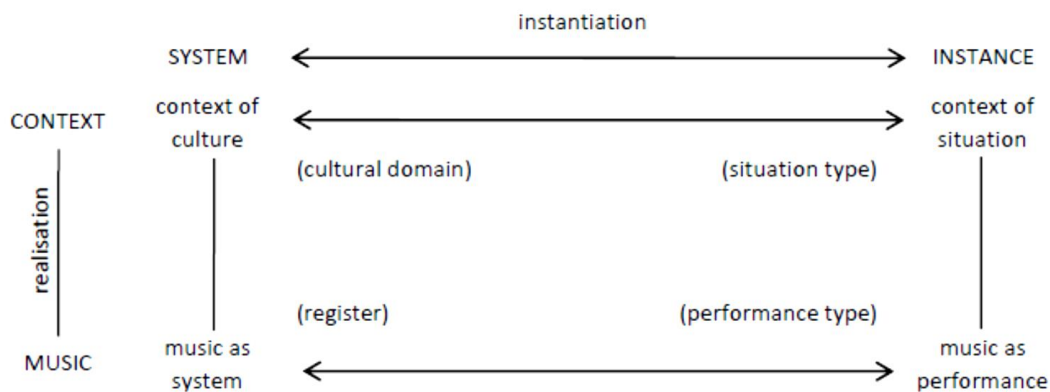 instantiation
SYSTEM INSTANCE
CONTEXT
context of
culture
context of
situation
(cultural domain) (situation type)
realisation
(register) (performance type)
MUSIC
music as
system
music as
performance